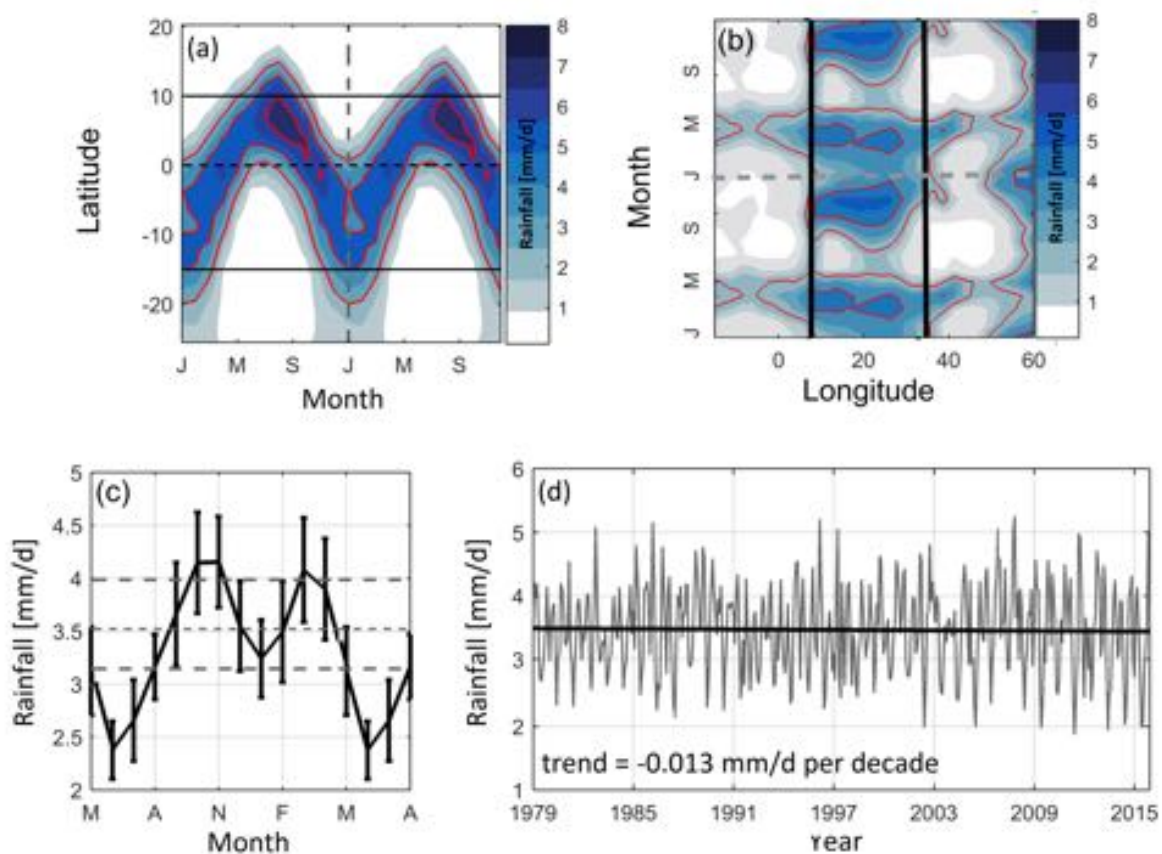 (a)
20
10
0
-10
-20
Latitude
J M S J M S
Month
8
7
6
5
4
3
2
1
Rainfall [mm/d]
(b)
S
M
J
S
M
J
Month
0 20 40 60
Longitude
8
7
6
5
4
3
2
1
Rainfall [mm/d]
(c)
5
4.5
4
3.5
3
2.5
2
Rainfall [mm/d]
M A N F M A
Month
(d)
6
5
4
3
2
1
Rainfall [mm/d]
trend = -0.013 mm/d per decade
1979 1985 1991 1997 2003 2009 2015
Year